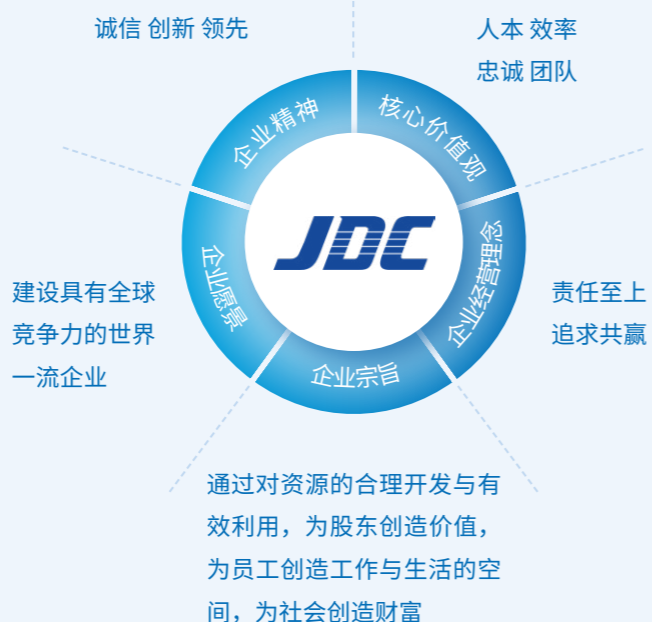 诚信 创新 领先
人本 效率
忠诚 团队
企业精神
核心价值观
JDC
企业愿景
企业经营理念
企业宗旨
建设具有全球
竞争力的世界
一流企业
责任至上
追求共赢
通过对资源的合理开发与有
效利用，为股东创造价值，
为员工创造工作与生活的空
间，为社会创造财富